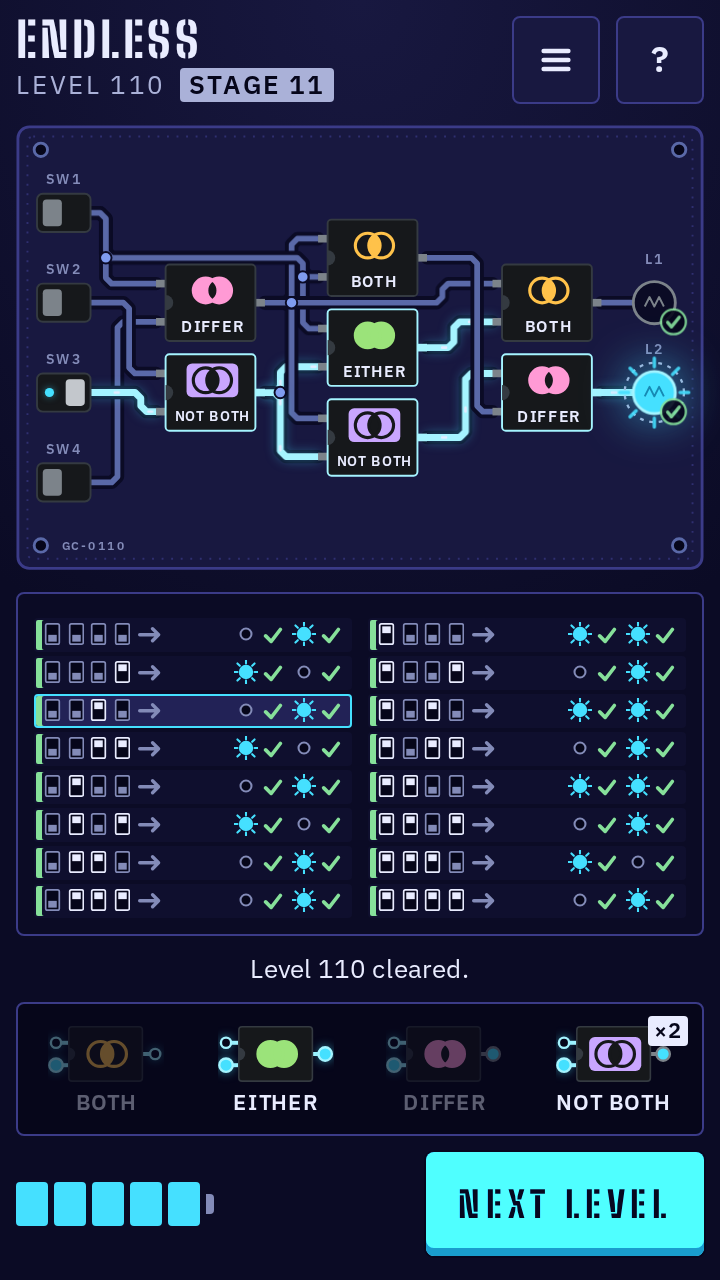 ENDLESS
LEVEL 110 STAGE 11
?
SW1
SW2
SW3
SW4
DIFFER
NOT BOTH
BOTH
EITHER
NOT BOTH
BOTH
DIFFER
L1
L2
GC-0110
Level 110 cleared.
×2
BOTH EITHER DIFFER NOT BOTH
NEXT LEVEL